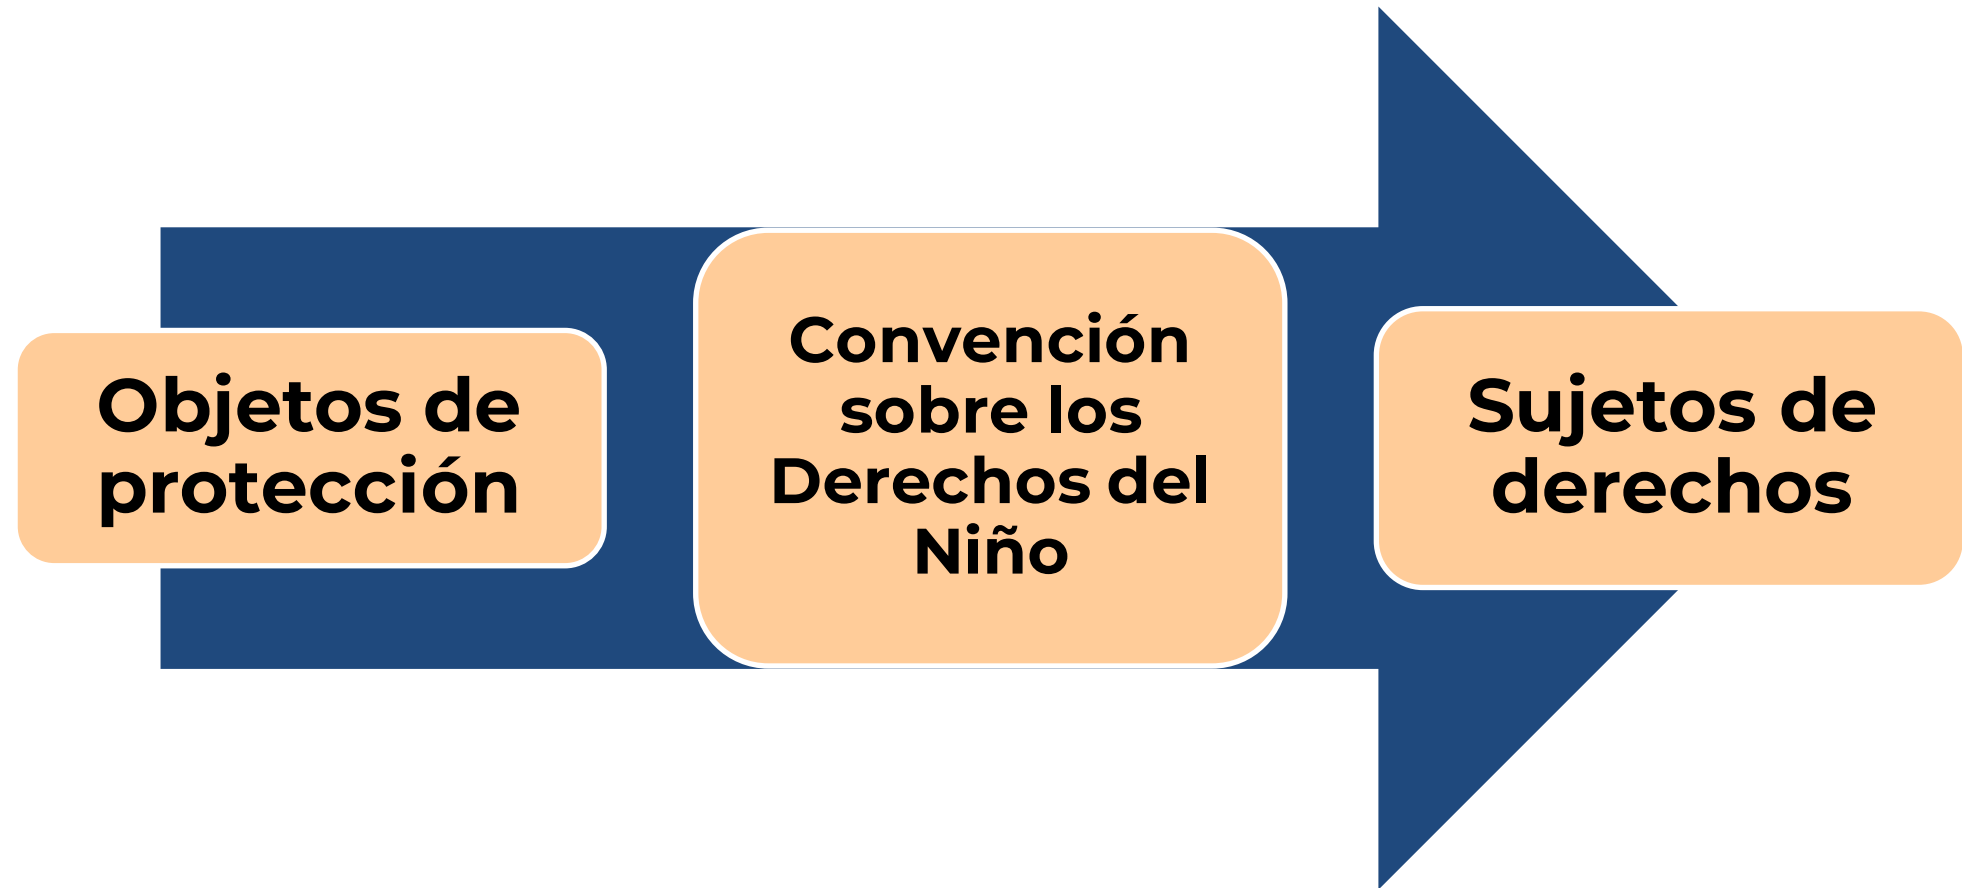 Objetos de
protección
Convención
sobre los
Derechos del
Niño
Sujetos de
derechos